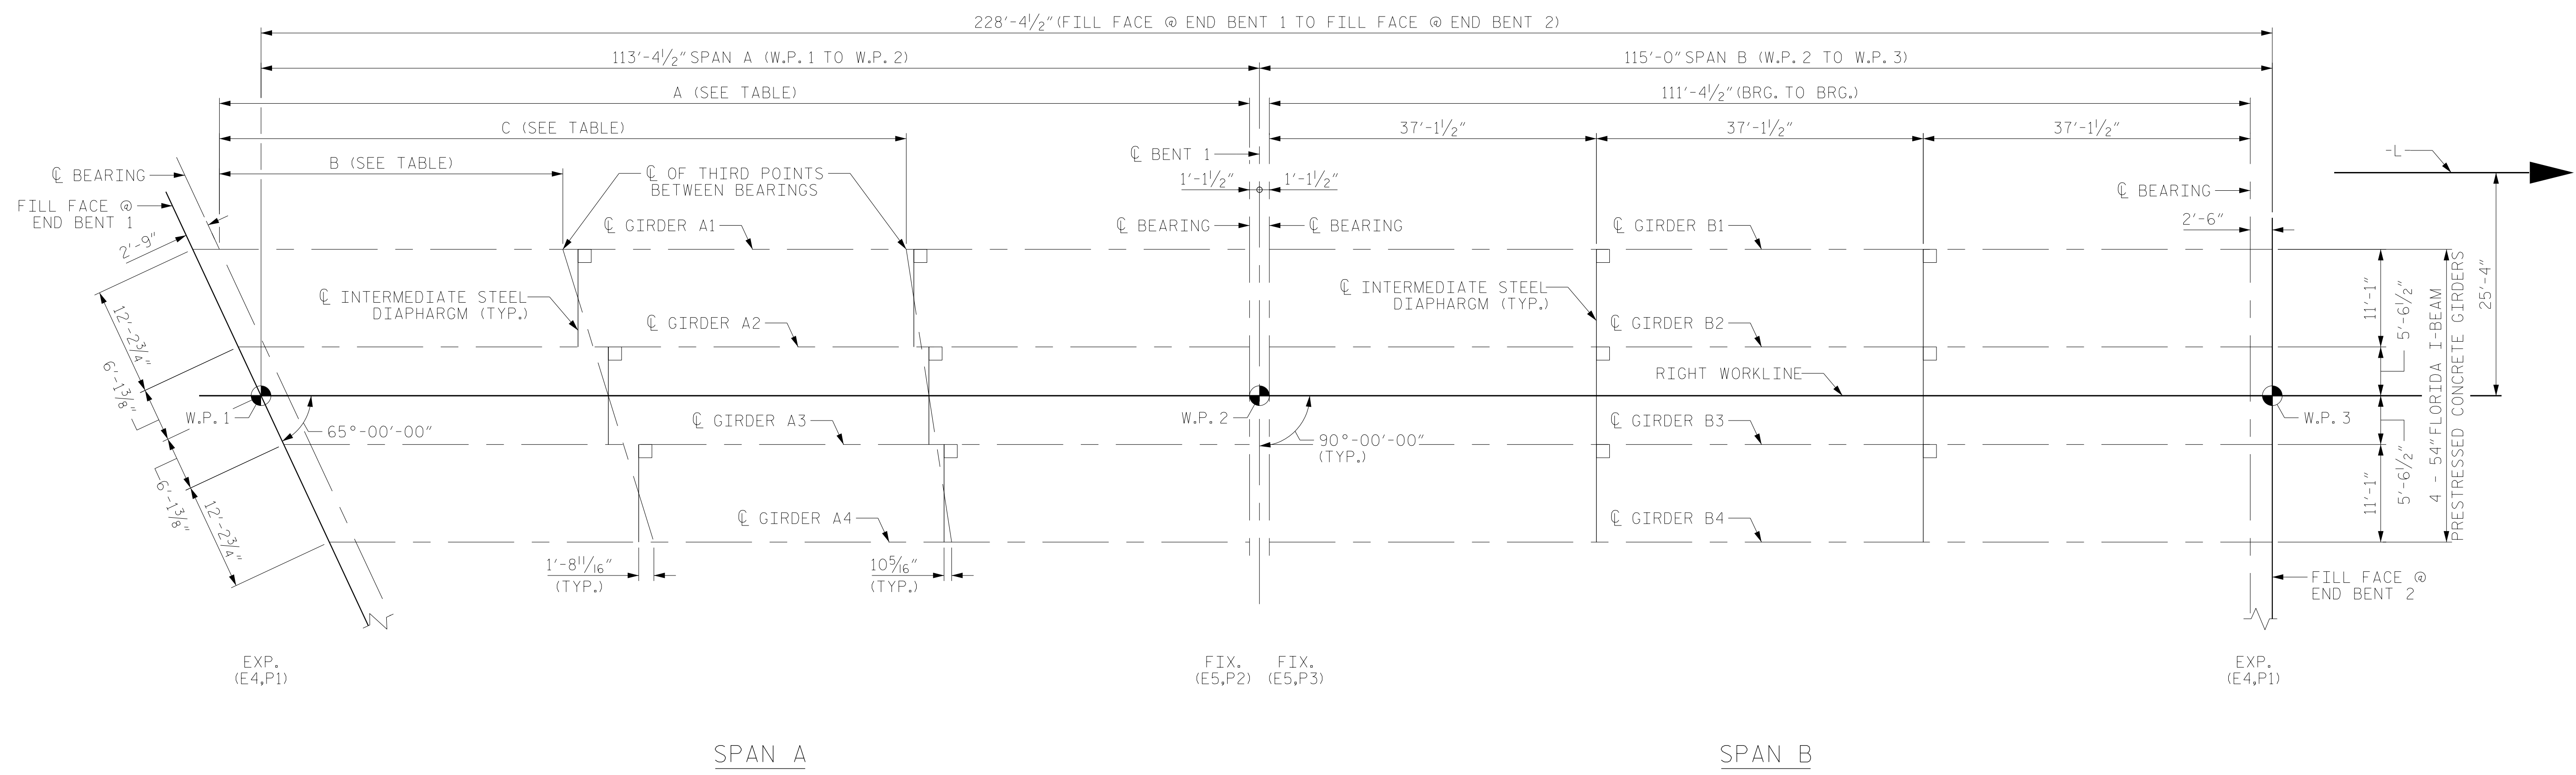 228'-4½" (FILL FACE @ END BENT 1 TO FILL FACE @ END BENT 2)
113'-4½" SPAN A (W.P. 1 TO W.P. 2)
115'-0" SPAN B (W.P. 2 TO W.P. 3)
A (SEE TABLE)
111'-4½" (BRG. TO BRG.)
C (SEE TABLE)
37'-1½"
37'-1½"
37'-1½"
B (SEE TABLE)
℄ BENT 1
-L
℄ BEARING
℄ OF THIRD POINTS
BETWEEN BEARINGS
1'-1½"
1'-1½"
℄ BEARING
FILL FACE @
END BENT 1
2'-9"
℄ GIRDER A1
℄ BEARING
℄ BEARING
℄ GIRDER B1
2'-6"
℄ INTERMEDIATE STEEL
DIAPHARGM (TYP.)
℄ INTERMEDIATE STEEL
DIAPHARGM (TYP.)
11'-1"
5'-6½"
4 - 54" FLORIDA I-BEAM
PRESTRESSED CONCRETE GIRDERS
25'-4"
12'-2¾"
℄ GIRDER A2
℄ GIRDER B2
6'-1⅜"
RIGHT WORKLINE
W.P. 1
65°-00'-00"
℄ GIRDER A3
W.P. 2
90°-00'-00"
(TYP.)
℄ GIRDER B3
W.P. 3
6'-1⅜"
12'-2¾"
5'-6½"
11'-1"
℄ GIRDER A4
℄ GIRDER B4
1'-8¹¹⁄₁₆"
(TYP.)
10⁵⁄₁₆"
(TYP.)
FILL FACE @
END BENT 2
EXP.
(E4,P1)
FIX.
(E5,P2)
FIX.
(E5,P3)
EXP.
(E4,P1)
SPAN A
SPAN B